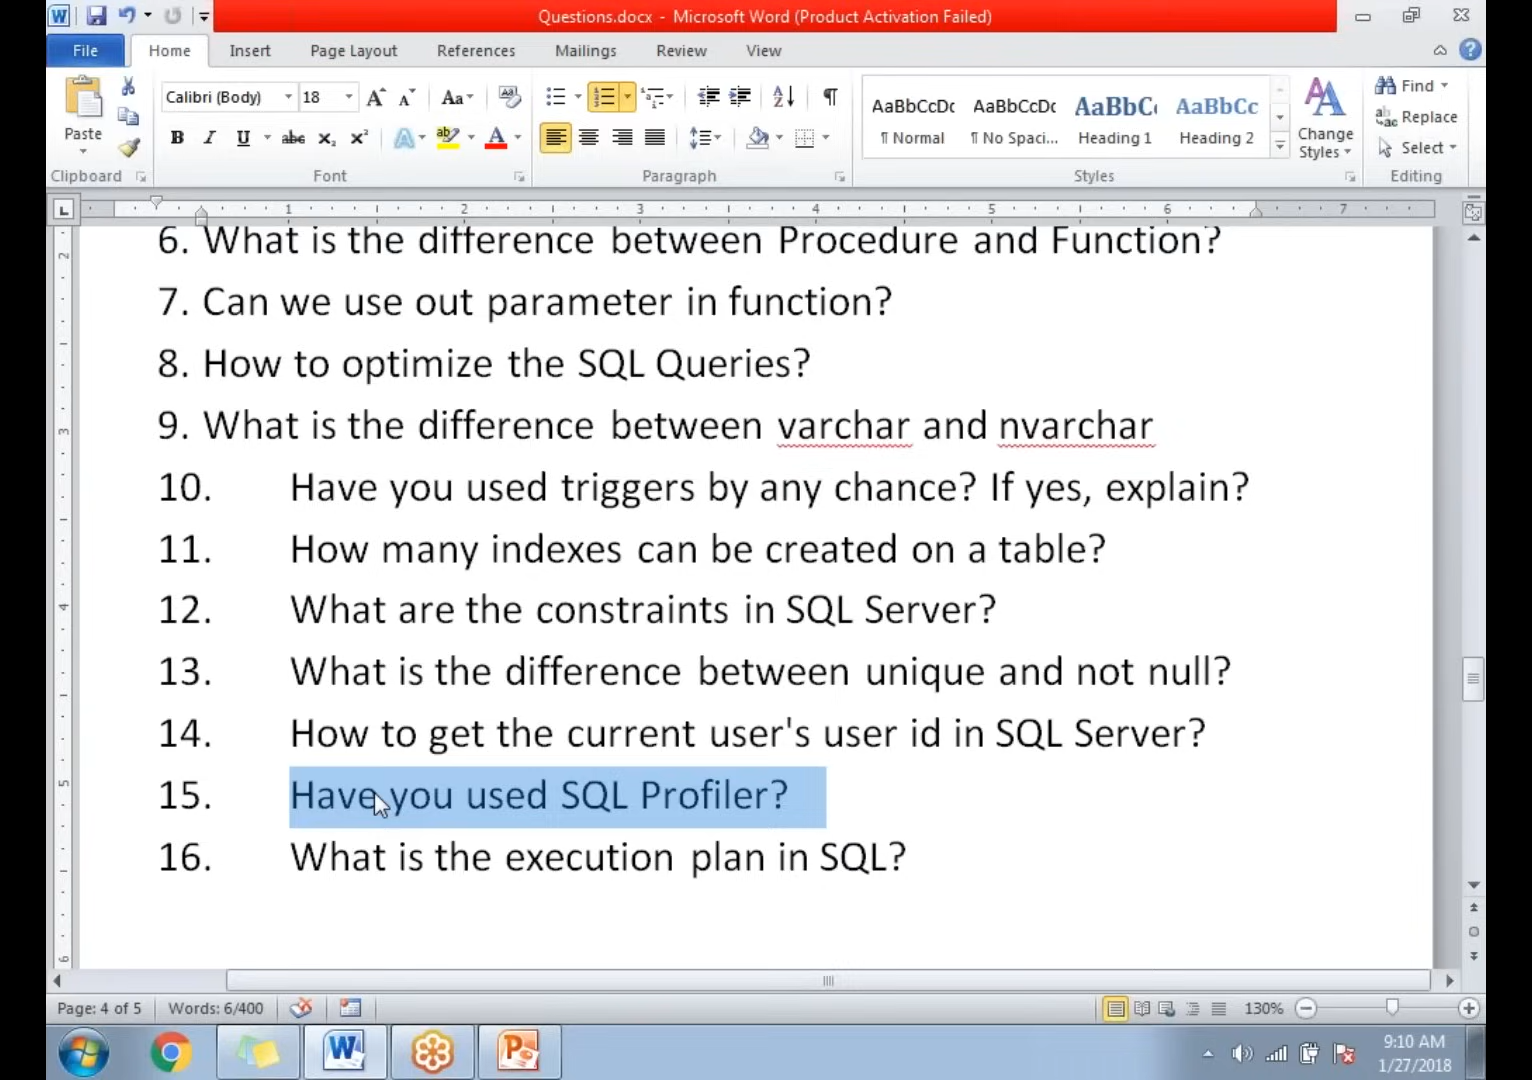 Questions.docx - Microsoft Word (Product Activation Failed)
File Home Insert Page Layout References Mailings Review View
Calibri (Body) 18
Paste
AaBbCcDc AaBbCcDc AaBbC AaBbCc
¶ Normal ¶ No Spaci... Heading 1 Heading 2
Change Styles
Find
Replace
Select
Clipboard Font Paragraph Styles Editing
1 2 3 4 5 6 7
6. What is the difference between Procedure and Function?
7. Can we use out parameter in function?
8. How to optimize the SQL Queries?
9. What is the difference between varchar and nvarchar
10. Have you used triggers by any chance? If yes, explain?
11. How many indexes can be created on a table?
12. What are the constraints in SQL Server?
13. What is the difference between unique and not null?
14. How to get the current user's user id in SQL Server?
15. Have you used SQL Profiler?
16. What is the execution plan in SQL?
Page: 4 of 5 Words: 6/400 130%
9:10 AM
1/27/2018